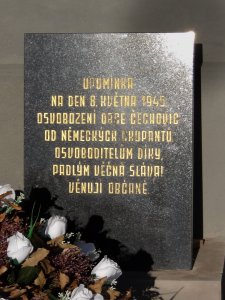 UPOMÍNKA
NA DEN 8. KVĚTNA 1945.
OSVOBOZENÍ OBCE ČECHOVIC
OD NĚMECKÝCH OKUPANTŮ
OSVOBODITELŮM DÍKY,
PADLÝM VĚČNÁ SLÁVA!
VĚNUJÍ OBČANÉ.